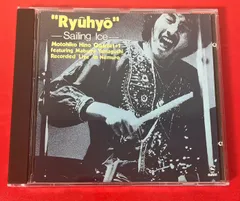 "Ryūhyō"
—Sailing Ice—
Motohiko Hino Quartet+1
Featuring Mabumi Yamaguchi
Recorded Live in Nemuro